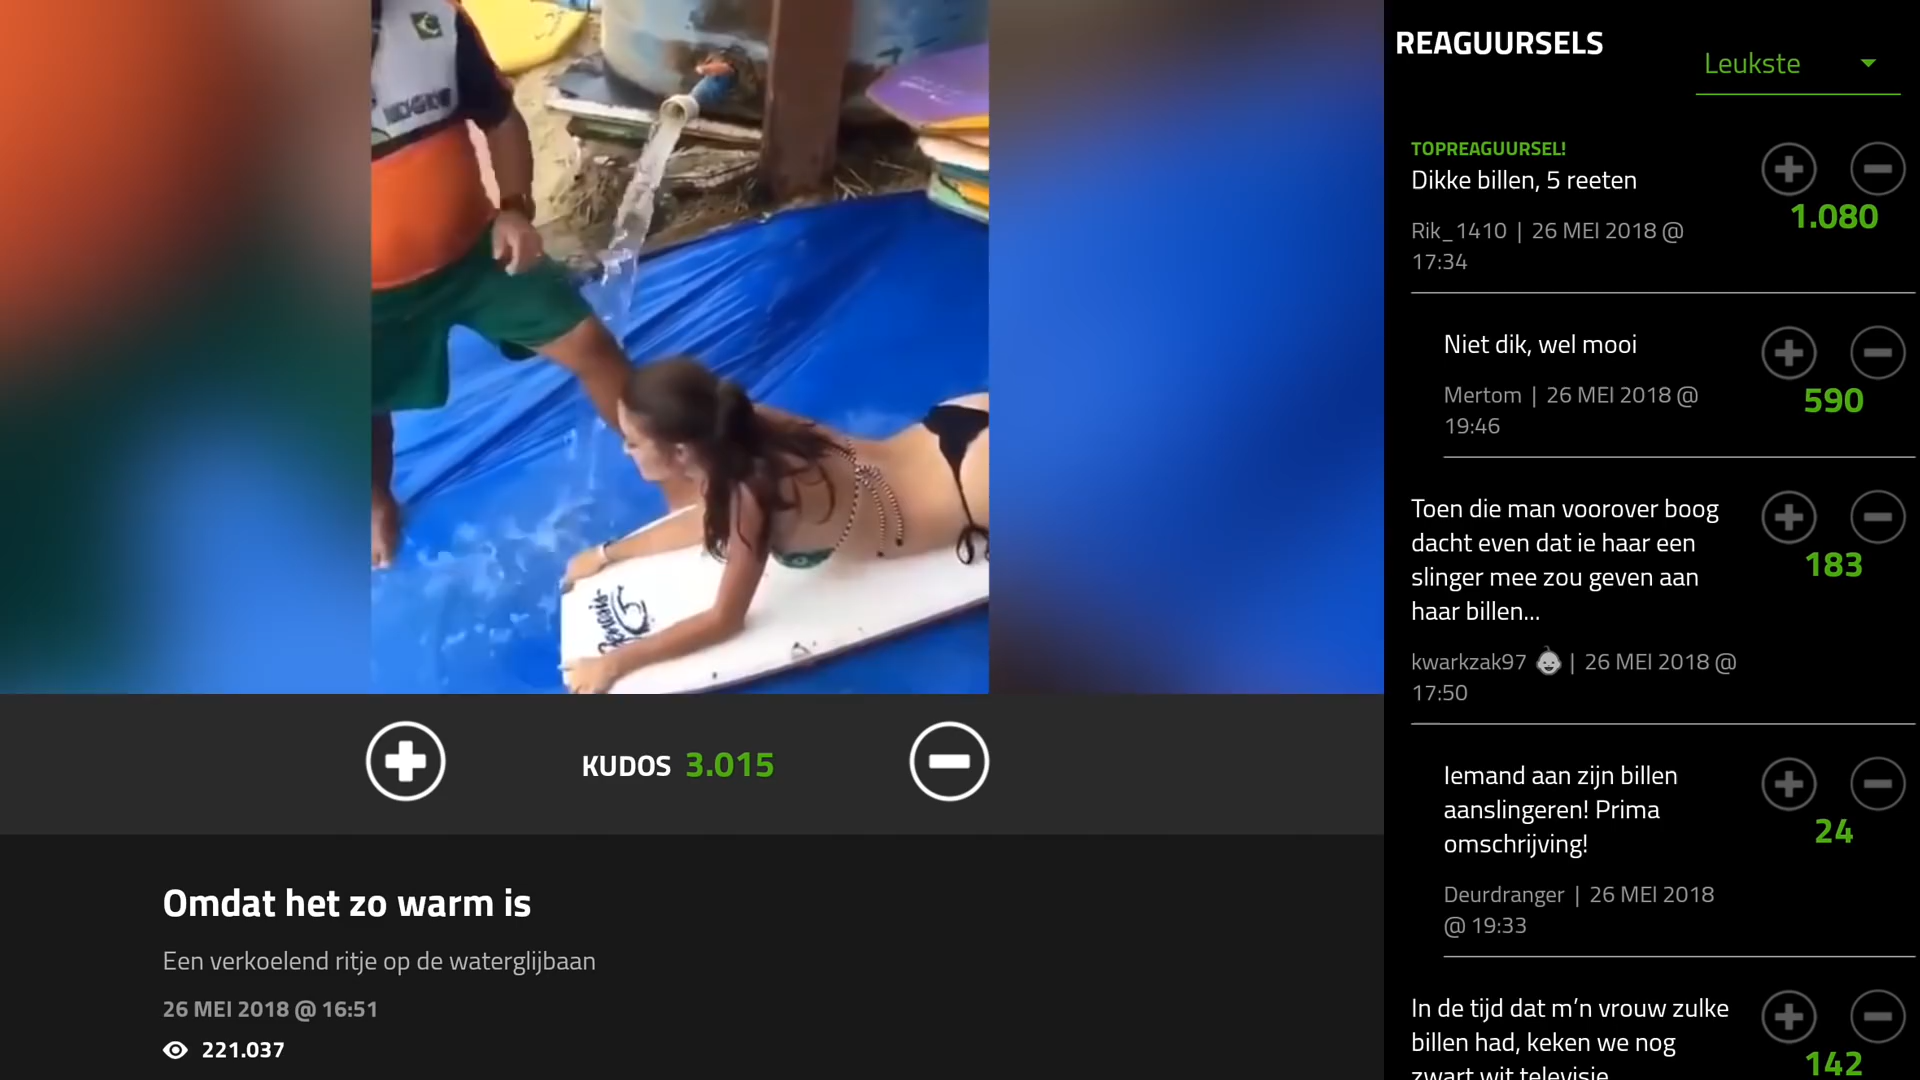 REAGUURSELS
Leukste
TOPREAGUURSEL!
Dikke billen, 5 reeten
1.080
Rik_1410 | 26 MEI 2018 @
17:34
Niet dik, wel mooi
Mertom | 26 MEI 2018 @
19:46
590
Toen die man voorover boog
dacht even dat ie haar een
slinger mee zou geven aan
haar billen...
183
kwarkzak97 | 26 MEI 2018 @
17:50
Iemand aan zijn billen
aanslingeren! Prima
omschrijving!
24
Deurdranger | 26 MEI 2018
@ 19:33
In de tijd dat m’n vrouw zulke
billen had, keken we nog
zwart wit televisie
142
Genesis
KUDOS 3.015
Omdat het zo warm is
Een verkoelend ritje op de waterglijbaan
26 MEI 2018 @ 16:51
221.037